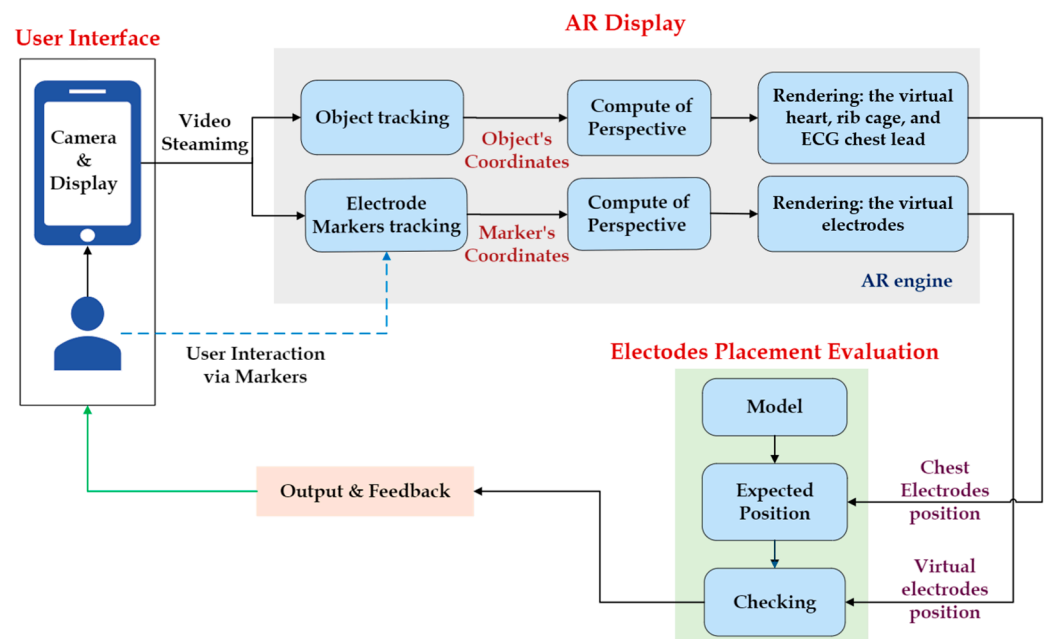 User Interface
AR Display
Camera
&
Display
Video
Steamimg
Object tracking
Object's
Coordinates
Compute of
Perspective
Rendering: the virtual
heart, rib cage, and
ECG chest lead
Electrode
Markers tracking
Marker's
Coordinates
Compute of
Perspective
Rendering: the virtual
electrodes
AR engine
User Interaction
via Markers
Electodes Placement Evaluation
Model
Expected
Position
Chest
Electrodes
position
Checking
Virtual
electrodes
position
Output & Feedback